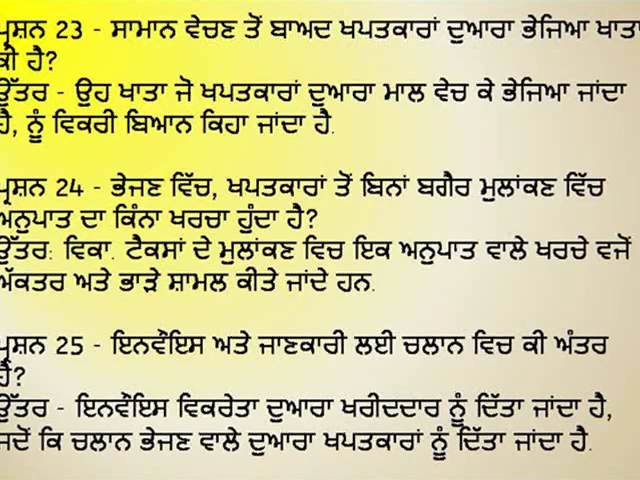 ਪ੍ਰਸ਼ਨ 23 - ਸਾਮਾਨ ਵੇਚਣ ਤੋਂ ਬਾਅਦ ਖਪਤਕਾਰਾਂ ਦੁਆਰਾ ਭੇਜਿਆ ਖਾਤਾ
ਕੀ ਹੈ?
ਉੱਤਰ - ਉਹ ਖਾਤਾ ਜੋ ਖਪਤਕਾਰਾਂ ਦੁਆਰਾ ਮਾਲ ਵੇਚ ਕੇ ਭੇਜਿਆ ਜਾਂਦਾ
ਹੈ, ਨੂੰ ਵਿਕਰੀ ਬਿਆਨ ਕਿਹਾ ਜਾਂਦਾ ਹੈ.
ਪ੍ਰਸ਼ਨ 24 - ਭੇਜਣ ਵਿੱਚ, ਖਪਤਕਾਰਾਂ ਤੋਂ ਬਿਨਾਂ ਬਗੈਰ ਮੁਲਾਂਕਣ ਵਿੱਚ
ਅਨੁਪਾਤ ਦਾ ਕਿੰਨਾ ਖਰਚਾ ਹੁੰਦਾ ਹੈ?
ਉੱਤਰ: ਵਿਕਾ. ਟੈਕਸਾਂ ਦੇ ਮੁਲਾਂਕਣ ਵਿਚ ਇਕ ਅਨੁਪਾਤ ਵਾਲੇ ਖਰਚੇ ਵਜੋਂ
ਅੱਕਤਰ ਅਤੇ ਭਾੜੇ ਸ਼ਾਮਲ ਕੀਤੇ ਜਾਂਦੇ ਹਨ.
ਪ੍ਰਸ਼ਨ 25 - ਇਨਵੌਇਸ ਅਤੇ ਜਾਣਕਾਰੀ ਲਈ ਚਲਾਨ ਵਿਚ ਕੀ ਅੰਤਰ
ਹੈ?
ਉੱਤਰ - ਇਨਵੌਇਸ ਵਿਕਰੇਤਾ ਦੁਆਰਾ ਖਰੀਦਦਾਰ ਨੂੰ ਦਿੱਤਾ ਜਾਂਦਾ ਹੈ,
ਜਦੋਂ ਕਿ ਚਲਾਨ ਭੇਜਣ ਵਾਲੇ ਦੁਆਰਾ ਖਪਤਕਾਰਾਂ ਨੂੰ ਦਿੱਤਾ ਜਾਂਦਾ ਹੈ.